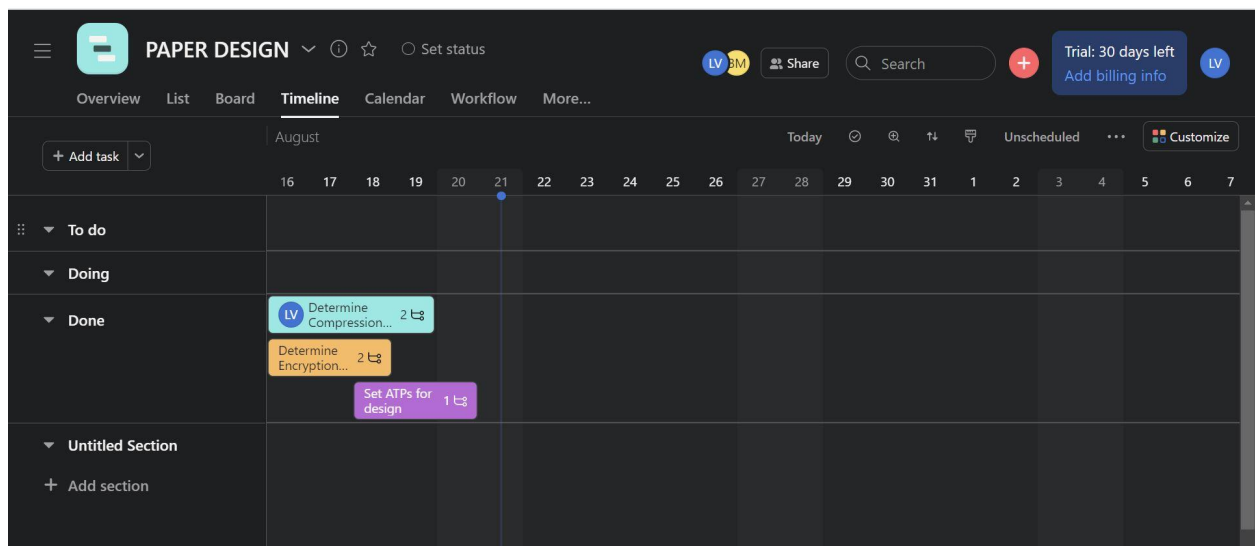 PAPER DESIGN
Set status
LV
BM
Share
Search
Trial: 30 days left
Add billing info
LV
Overview List Board Timeline Calendar Workflow More...
+ Add task
August
Today
Unscheduled
Customize
16 17 18 19 20 21 22 23 24 25 26 27 28 29 30 31 1 2 3 4 5 6 7
To do
Doing
Done
LV
Determine
Compression...
2
Determine
Encryption...
2
Set ATPs for
design
1
Untitled Section
+ Add section